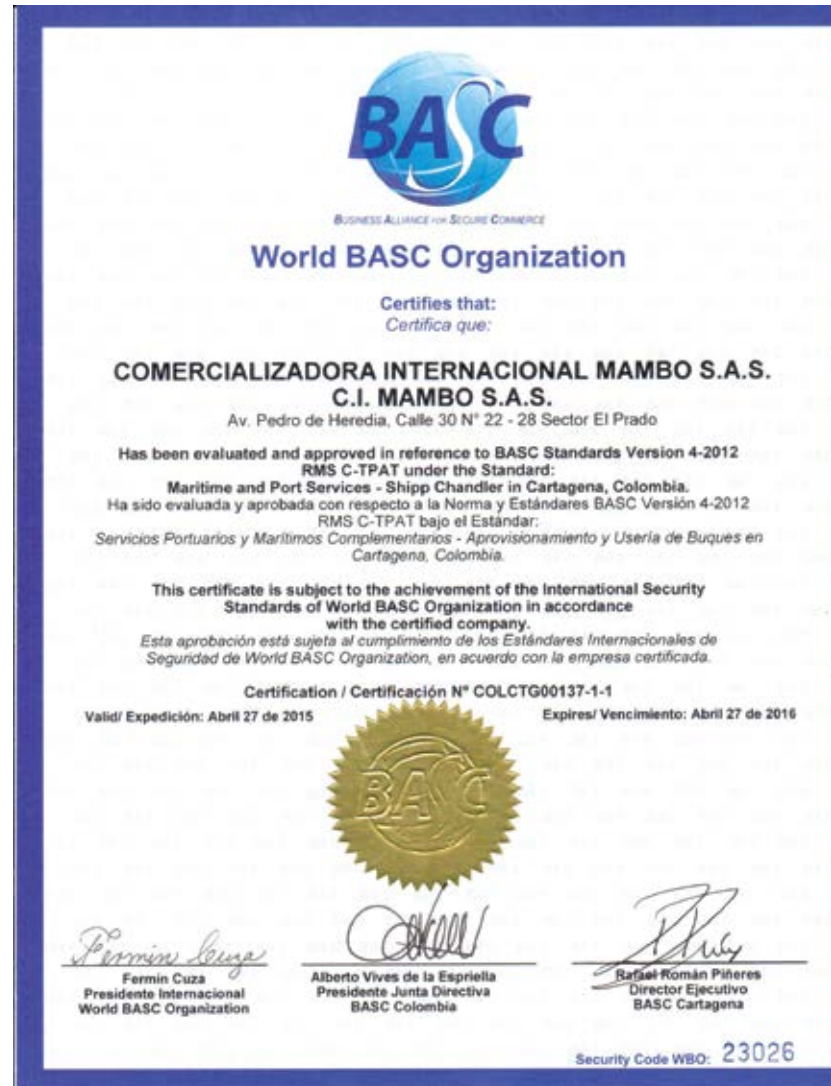 BASC
BUSINESS ALLIANCE FOR SECURE COMMERCE
World BASC Organization
Certifies that:
Certifica que:
COMERCIALIZADORA INTERNACIONAL MAMBO S.A.S.
C.I. MAMBO S.A.S.
Av. Pedro de Heredia, Calle 30 N° 22 - 28 Sector El Prado
Has been evaluated and approved in reference to BASC Standards Version 4-2012
RMS C-TPAT under the Standard:
Maritime and Port Services - Shipp Chandler in Cartagena, Colombia.
Ha sido evaluada y aprobada con respecto a la Norma y Estándares BASC Versión 4-2012
RMS C-TPAT bajo el Estándar:
Servicios Portuarios y Marítimos Complementarios - Aprovisionamiento y Usería de Buques en
Cartagena, Colombia.
This certificate is subject to the achievement of the International Security
Standards of World BASC Organization in accordance
with the certified company.
Esta aprobación está sujeta al cumplimiento de los Estándares Internacionales de
Seguridad de World BASC Organization, en acuerdo con la empresa certificada.
Certification / Certificación N° COLCTG00137-1-1
Valid/ Expedición: Abril 27 de 2015 Expires/ Vencimiento: Abril 27 de 2016
BASC
Fermin Cuza
Fermin Cuza Alberto Vives de la Espriella Rafael Román Piñeres
Presidente Internacional Presidente Junta Directiva Director Ejecutivo
World BASC Organization BASC Colombia BASC Cartagena
Security Code WBO: 23026